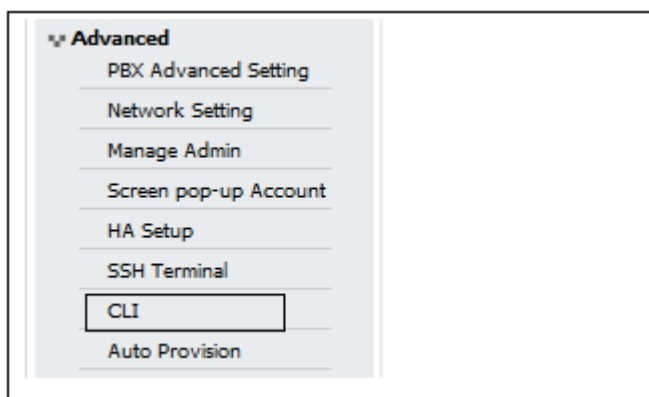 Advanced
PBX Advanced Setting
Network Setting
Manage Admin
Screen pop-up Account
HA Setup
SSH Terminal
CLI
Auto Provision